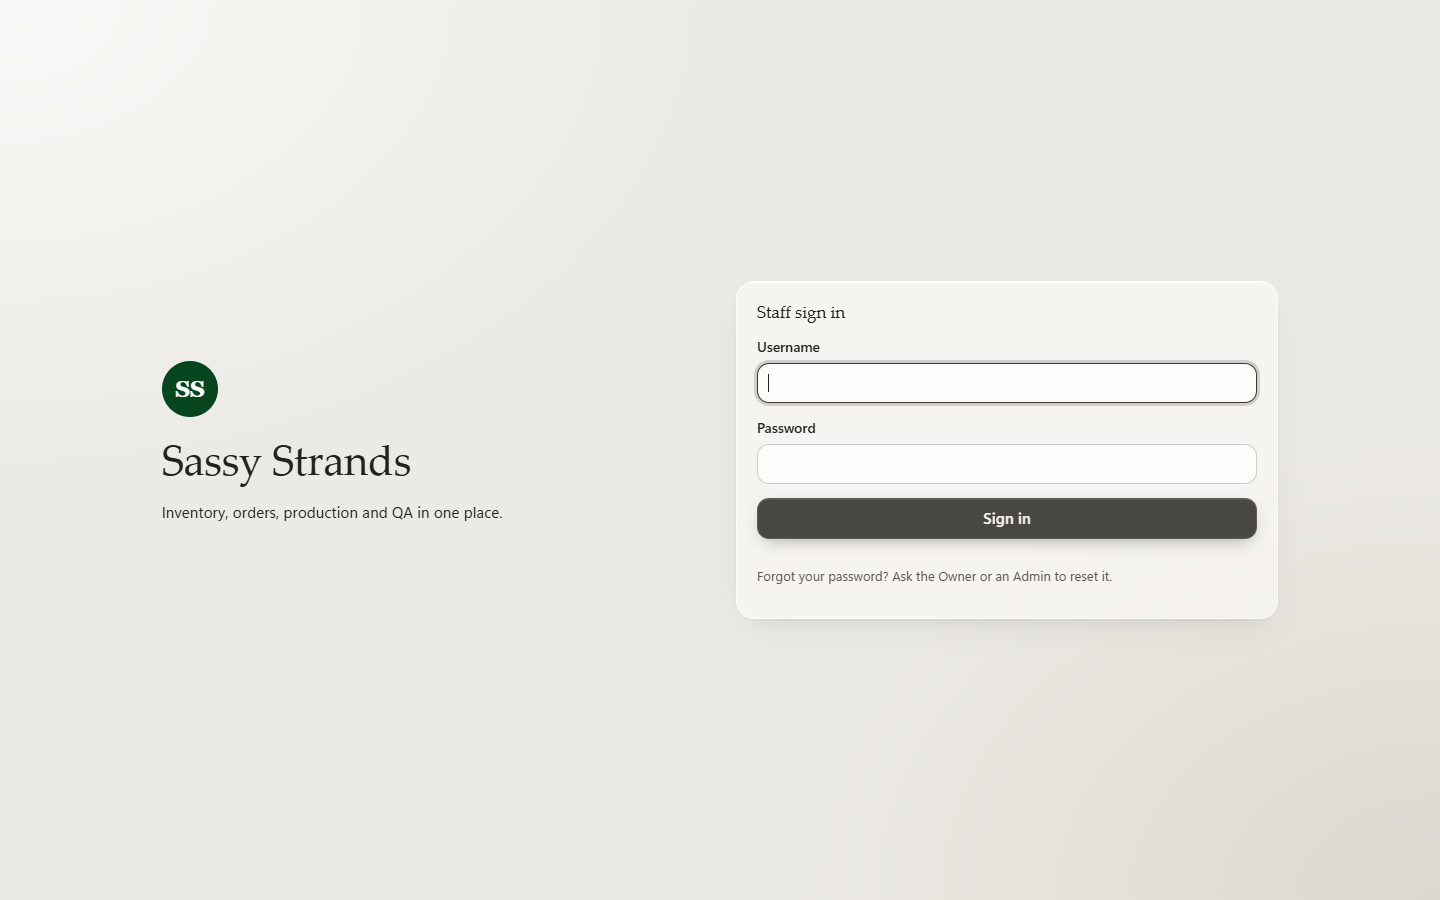 ss
Sassy Strands
Inventory, orders, production and QA in one place.
Staff sign in
Username
Password
Sign in
Forgot your password? Ask the Owner or an Admin to reset it.